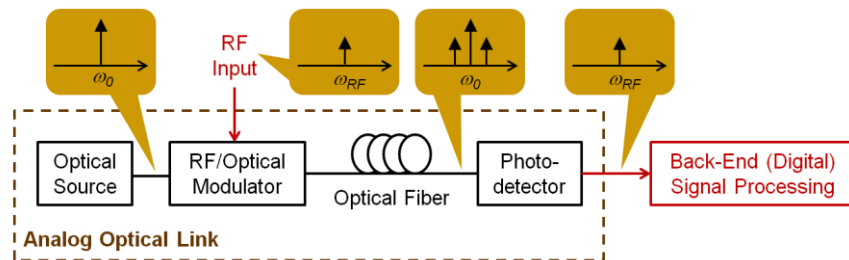 ω0
RF
Input
ωRF
ω0
ωRF
Optical
Source
RF/Optical
Modulator
Optical Fiber
Photo-
detector
Back-End (Digital)
Signal Processing
Analog Optical Link